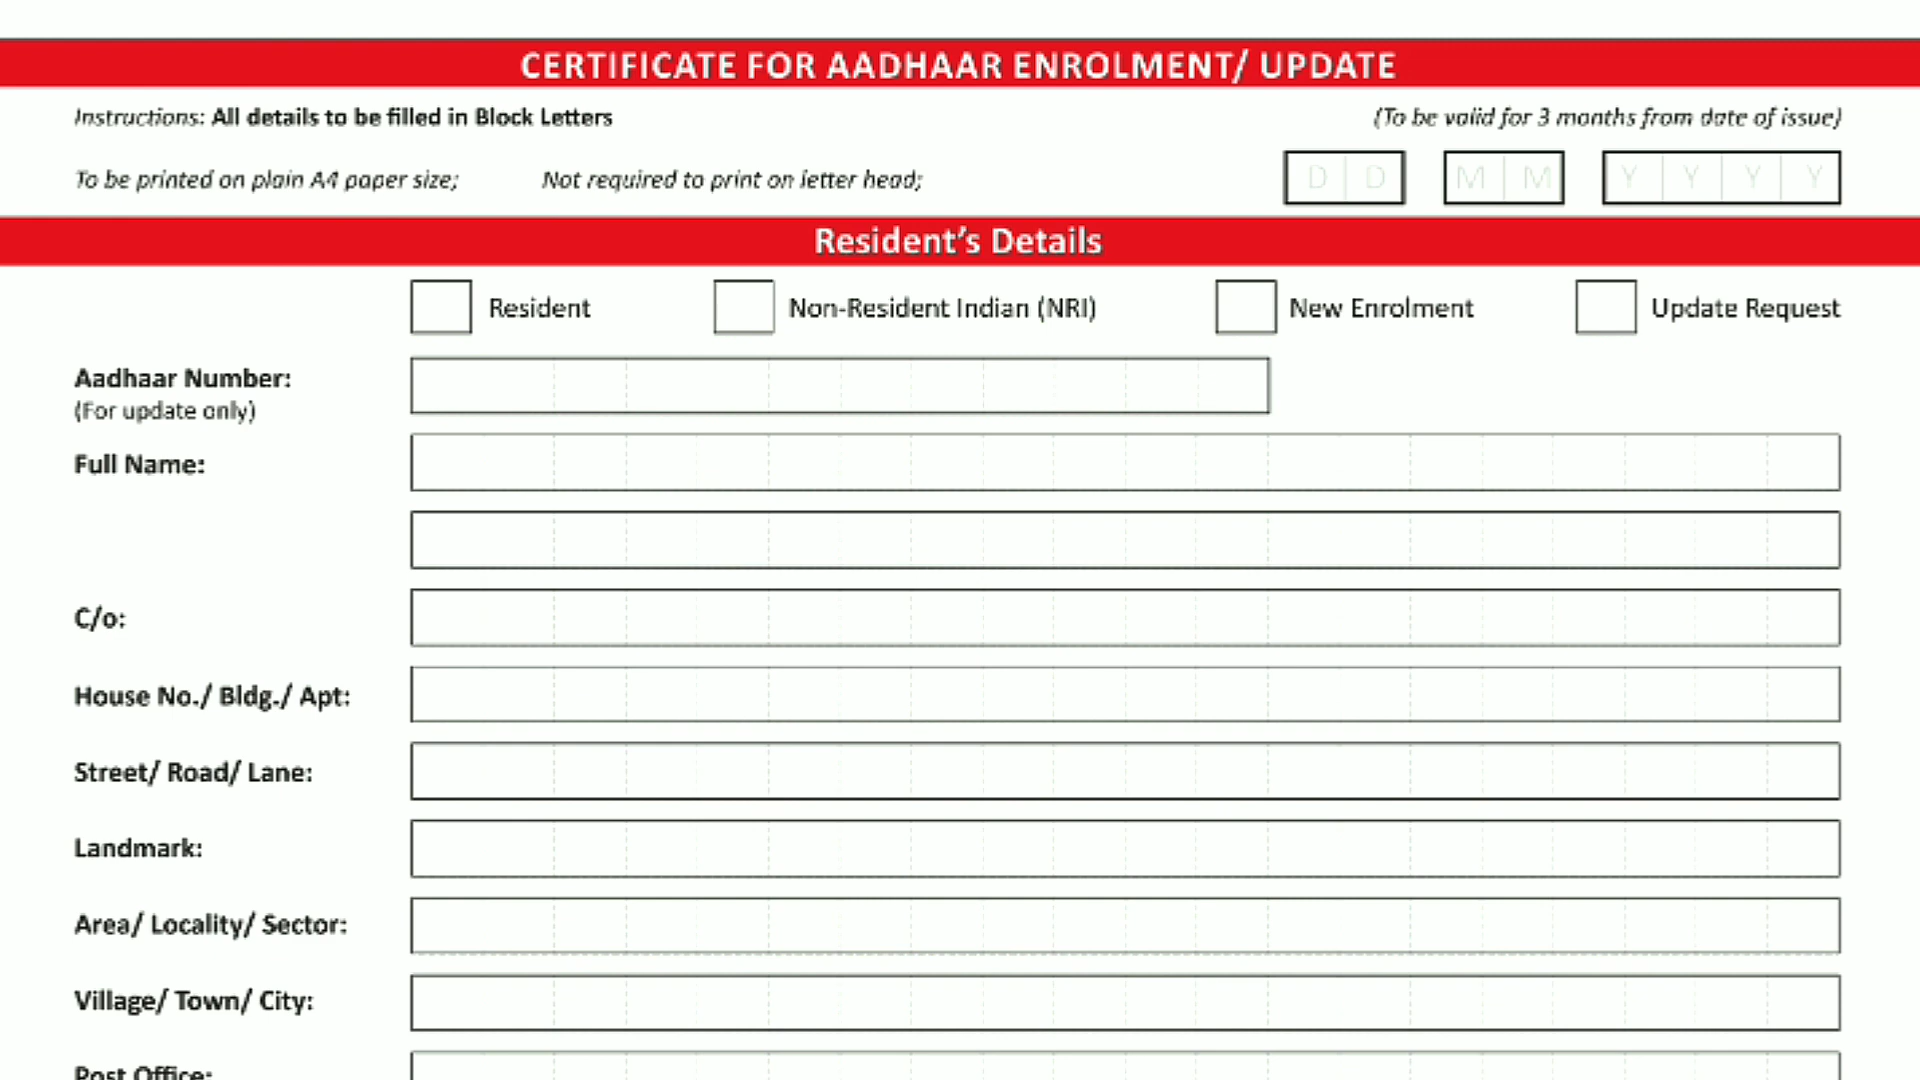 CERTIFICATE FOR AADHAAR ENROLMENT/ UPDATE
Instructions: All details to be filled in Block Letters
(To be valid for 3 months from date of issue)
To be printed on plain A4 paper size; Not required to print on letter head;
D D M M Y Y Y Y
Resident’s Details
Resident Non-Resident Indian (NRI) New Enrolment Update Request
Aadhaar Number:
(For update only)
Full Name:
C/o:
House No./ Bldg./ Apt:
Street/ Road/ Lane:
Landmark:
Area/ Locality/ Sector:
Village/ Town/ City:
Post Office: